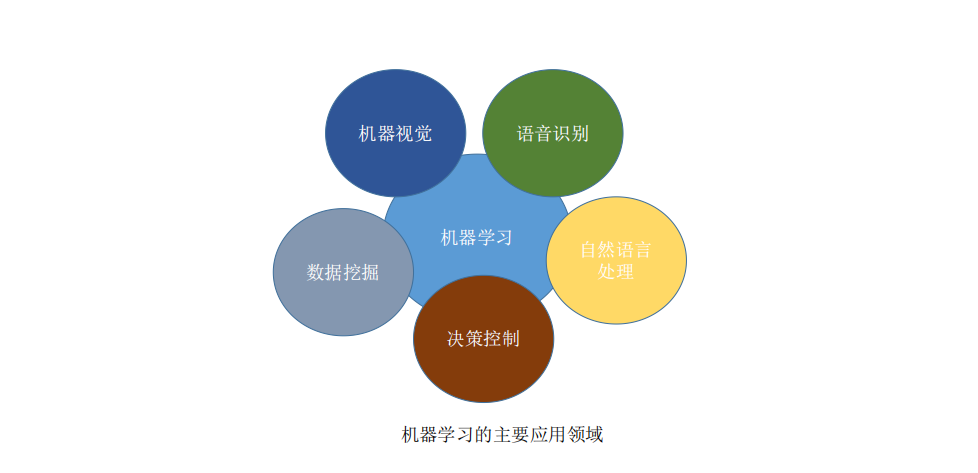 机器视觉
语音识别
机器学习
自然语言
处理
数据挖掘
决策控制
机器学习的主要应用领域